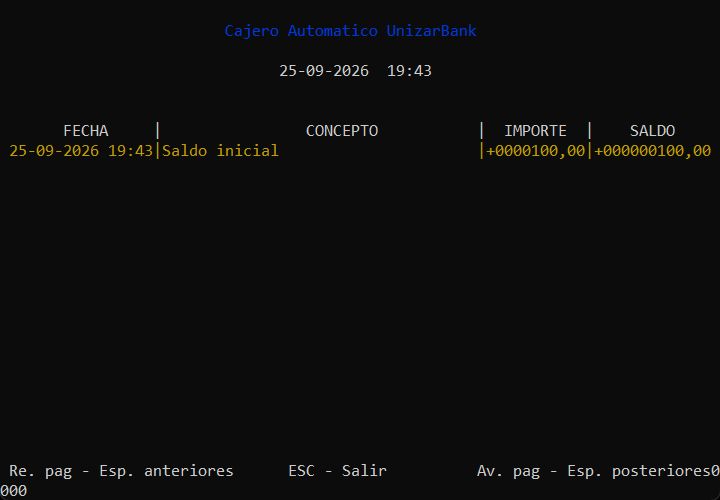 Cajero Automatico UnizarBank
25-09-2026 19:43
FECHA | CONCEPTO | IMPORTE | SALDO
25-09-2026 19:43|Saldo inicial |+0000100,00|+000000100,00
Re. pag - Esp. anteriores ESC - Salir Av. pag - Esp. posteriores0
000